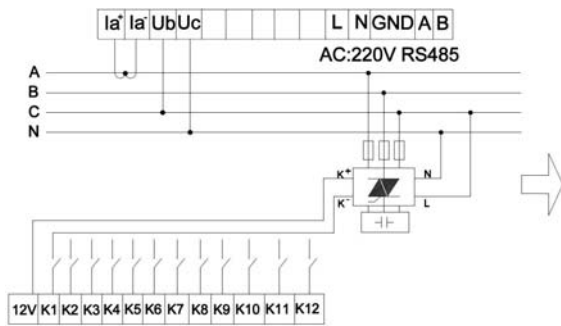 Ia+ Ia- Ub Uc L N GND A B
AC:220V RS485
A
B
C
N
K+ N
K- L
12V K1 K2 K3 K4 K5 K6 K7 K8 K9 K10 K11 K12